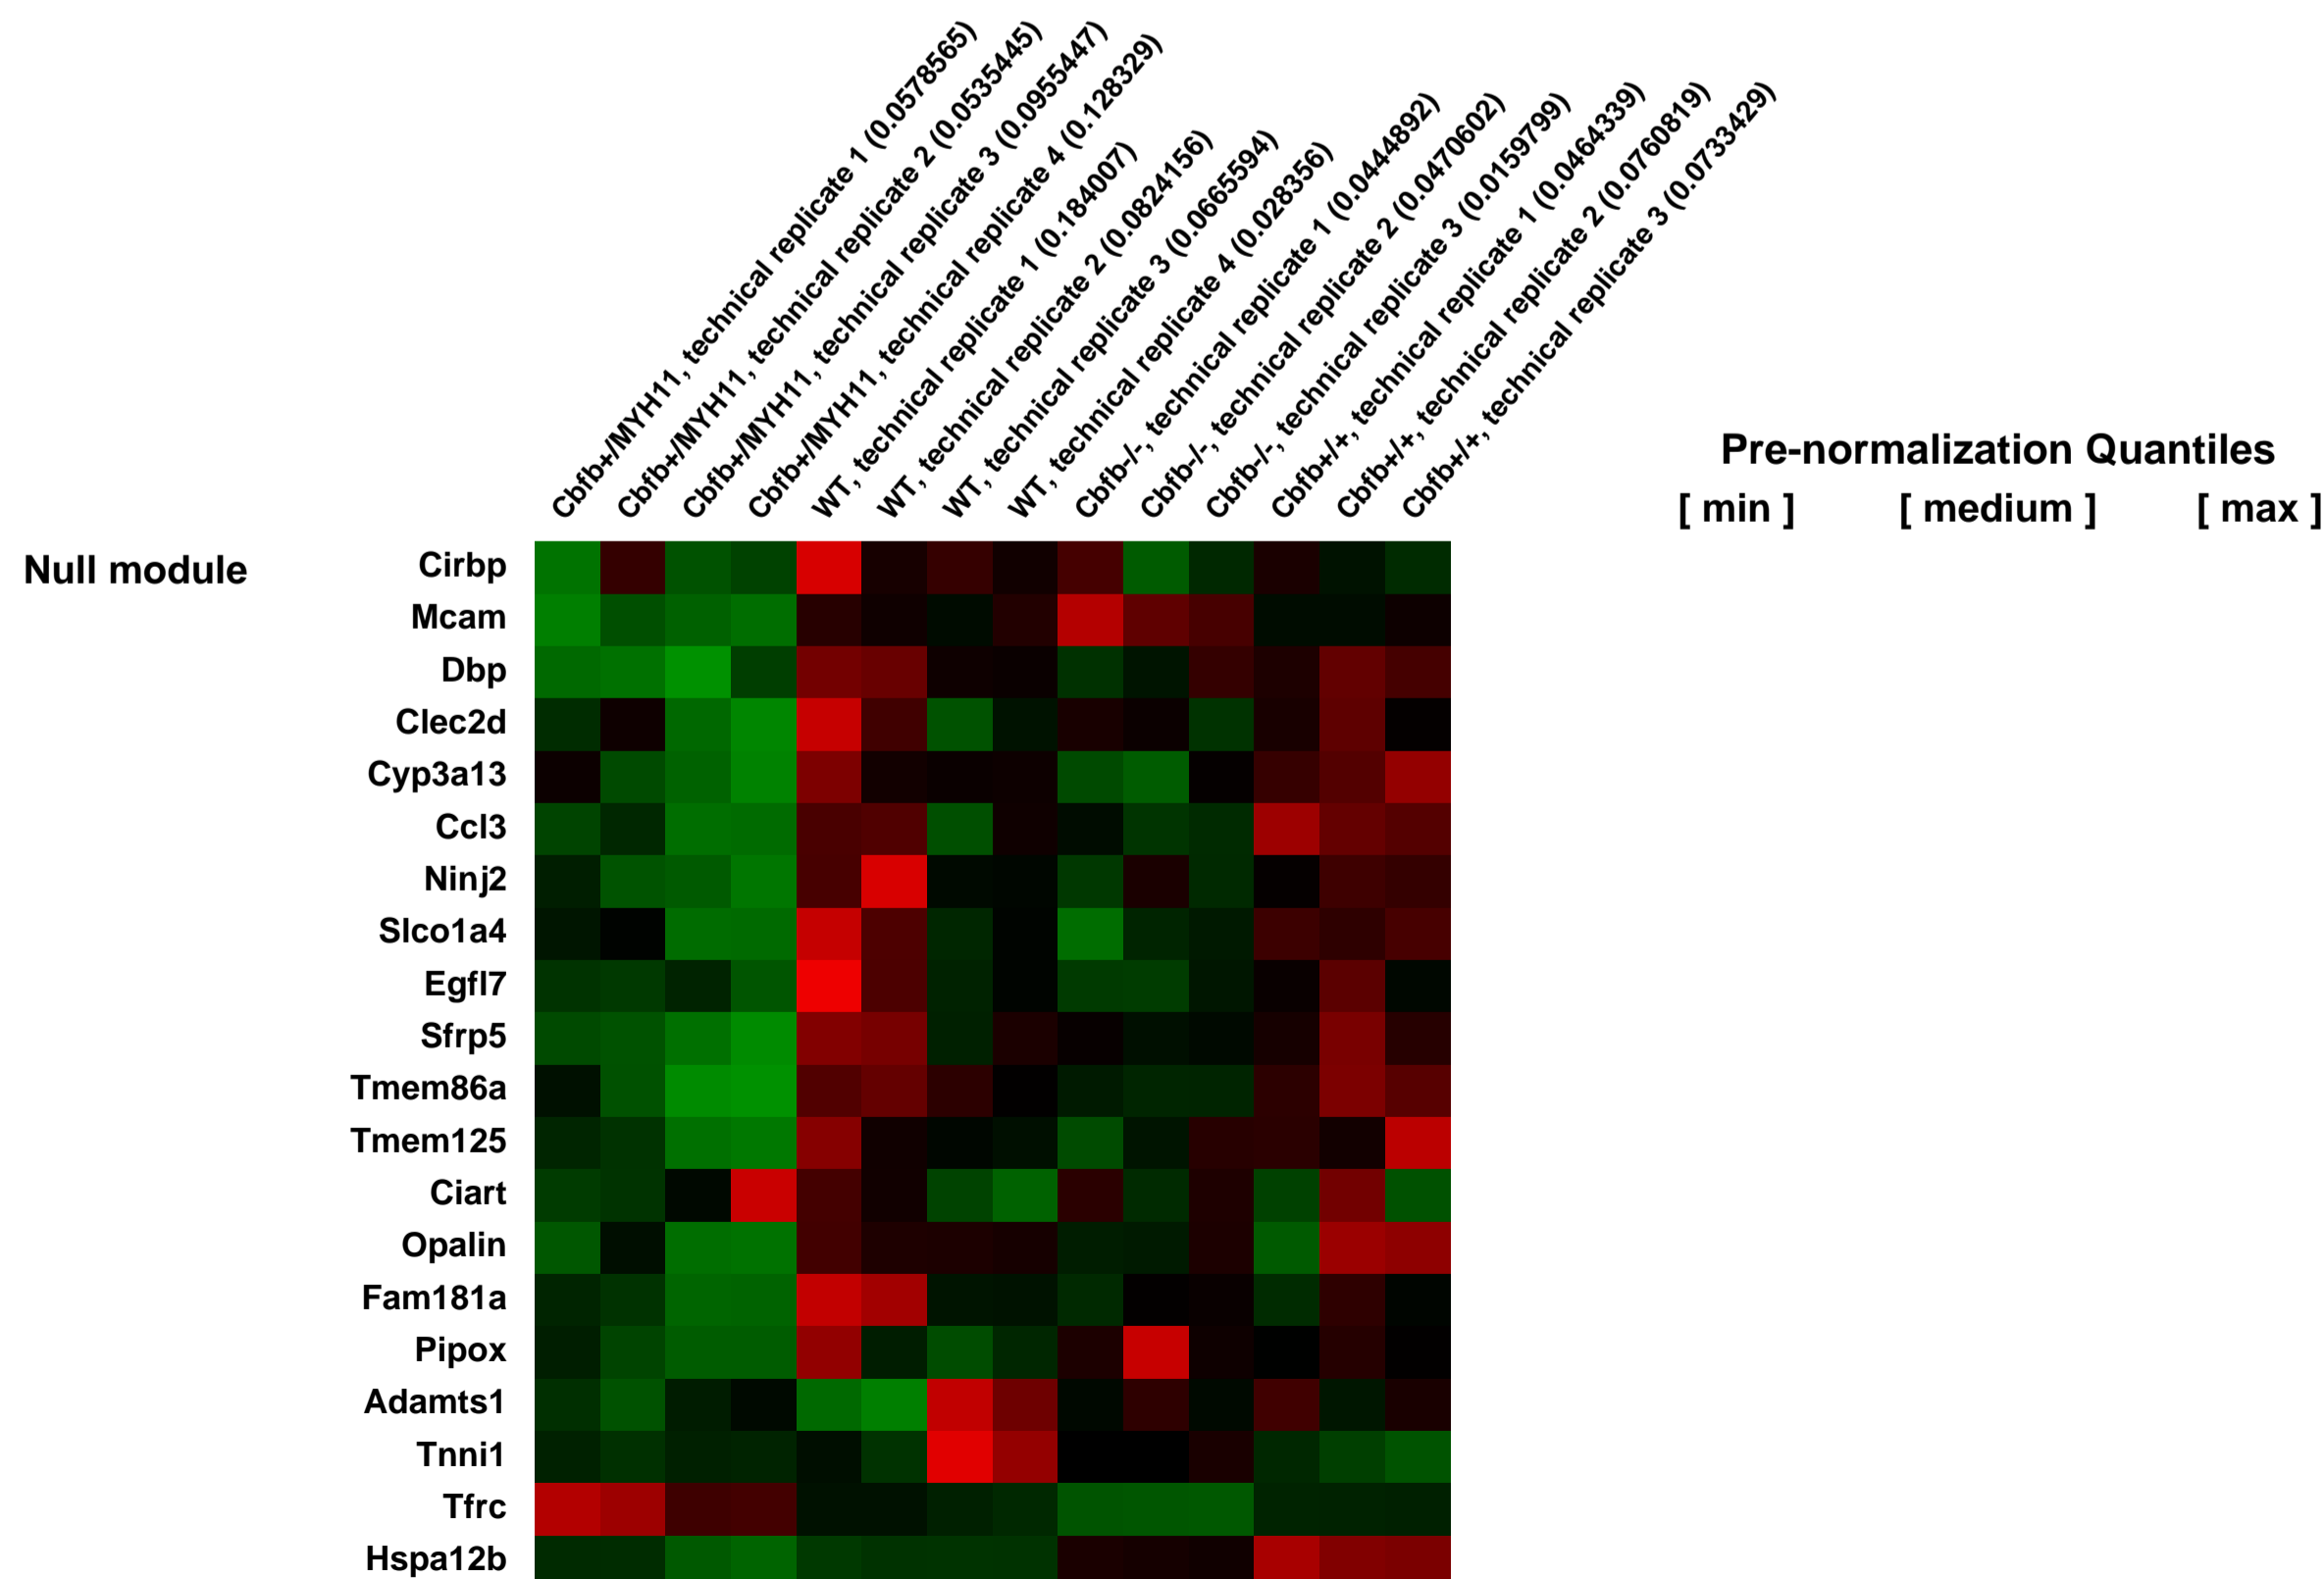 Cbfb+/MYH11, technical replicate 1 (0.0578565)
Cbfb+/MYH11, technical replicate 2 (0.0535445)
Cbfb+/MYH11, technical replicate 3 (0.0955447)
Cbfb+/MYH11, technical replicate 4 (0.128329)
WT, technical replicate 1 (0.184007)
WT, technical replicate 2 (0.0824156)
WT, technical replicate 3 (0.0665594)
WT, technical replicate 4 (0.028356)
Cbfb-/-, technical replicate 1 (0.0444892)
Cbfb-/-, technical replicate 2 (0.0470602)
Cbfb-/-, technical replicate 3 (0.0159799)
Cbfb+/+, technical replicate 1 (0.0464339)
Cbfb+/+, technical replicate 2 (0.0760819)
Cbfb+/+, technical replicate 3 (0.0733429)
Pre-normalization Quantiles
[ min ] [ medium ] [ max ]
Null module
Cirbp
Mcam
Dbp
Clec2d
Cyp3a13
Ccl3
Ninj2
Slco1a4
Egfl7
Sfrp5
Tmem86a
Tmem125
Ciart
Opalin
Fam181a
Pipox
Adamts1
Tnni1
Tfrc
Hspa12b